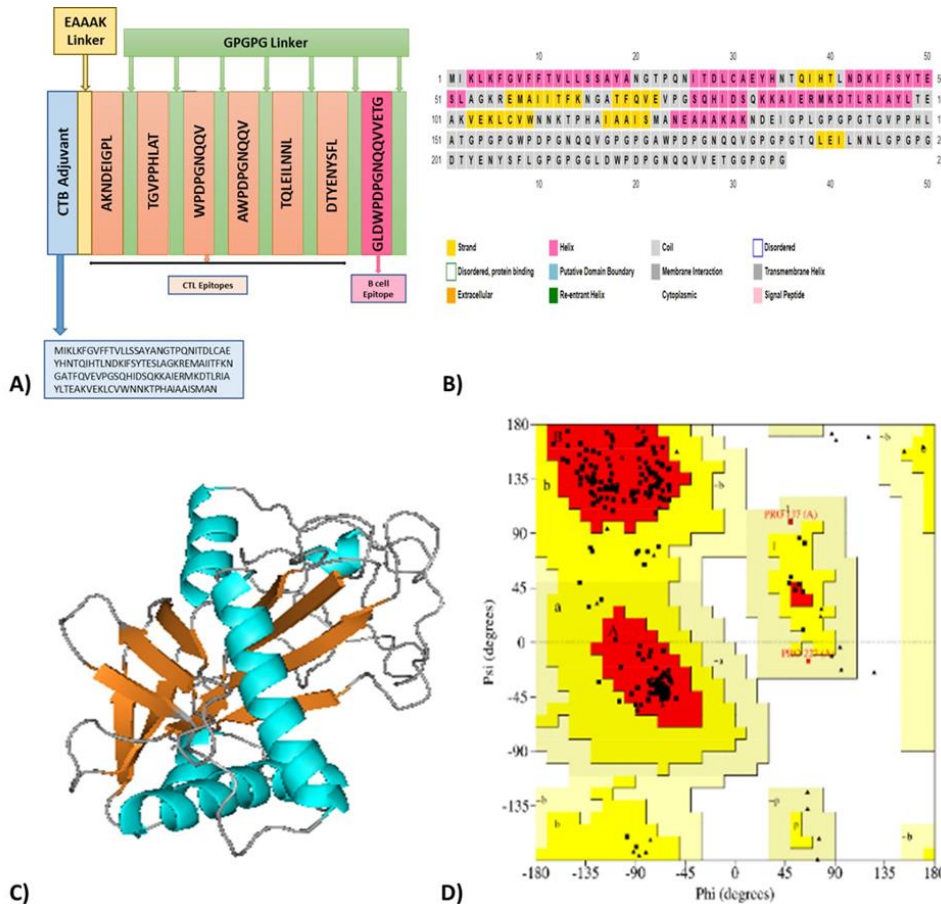 EAAAK
Linker
GPGPG Linker
CTB Adjuvant
AKNDEIGPL
TGVPPHLAT
WPDPGNQQV
AWPDPGNQQV
TQLEILNNL
DTYENYSFL
GLDWPDPGNQQVVETG
CTL Epitopes
B cell
Epitope
MIKLKFGVFFTVLLSSAYANGTPQNITDLCAE
YHNTQIHTLNDKIFSYTESLAGKREMAIITFKN
GATFQVEVPGSQHIDSQKKAIERMKDTLRIA
YLTEAKVEKLCVWNNKTPHAIAAISMAN
A)
10 20 30 40 50
1 MIKLKFGVFFTVLLSSAYANGTPQNITDLCAEYHNTQIHTLNDKIFSYTE
51 SLAGKREMAIITFKNGATFQVEVPGSQHIDSQKKAIERMKDTLRIAYLTE
101 AKVEKLCVWNNKTPHAIAAISMANEAAAKAKNDEIGPLGPGPGTGVPPHL
151 ATGPGPGWPDPGNQQVGPGPGAWPDPGNQQVGPGPGTQLEILNNLGPGPG
201 DTYENYSFLGPGPGGLDWPDPGNQQVVETGGPGPG
10 20 30 40 50
Strand
Helix
Coil
Disordered
Disordered, protein binding
Putative Domain Boundary
Membrane Interaction
Transmembrane Helix
Extracellular
Re-entrant Helix
Cytoplasmic
Signal Peptide
B)
C)
180
135
90
45
0
-45
-90
-135
-180 -135 -90 -45 0 45 90 135 180
Psi (degrees)
Phi (degrees)
B
b
~b
a
A
~a
l
~p
p
~b
b
~b
D)